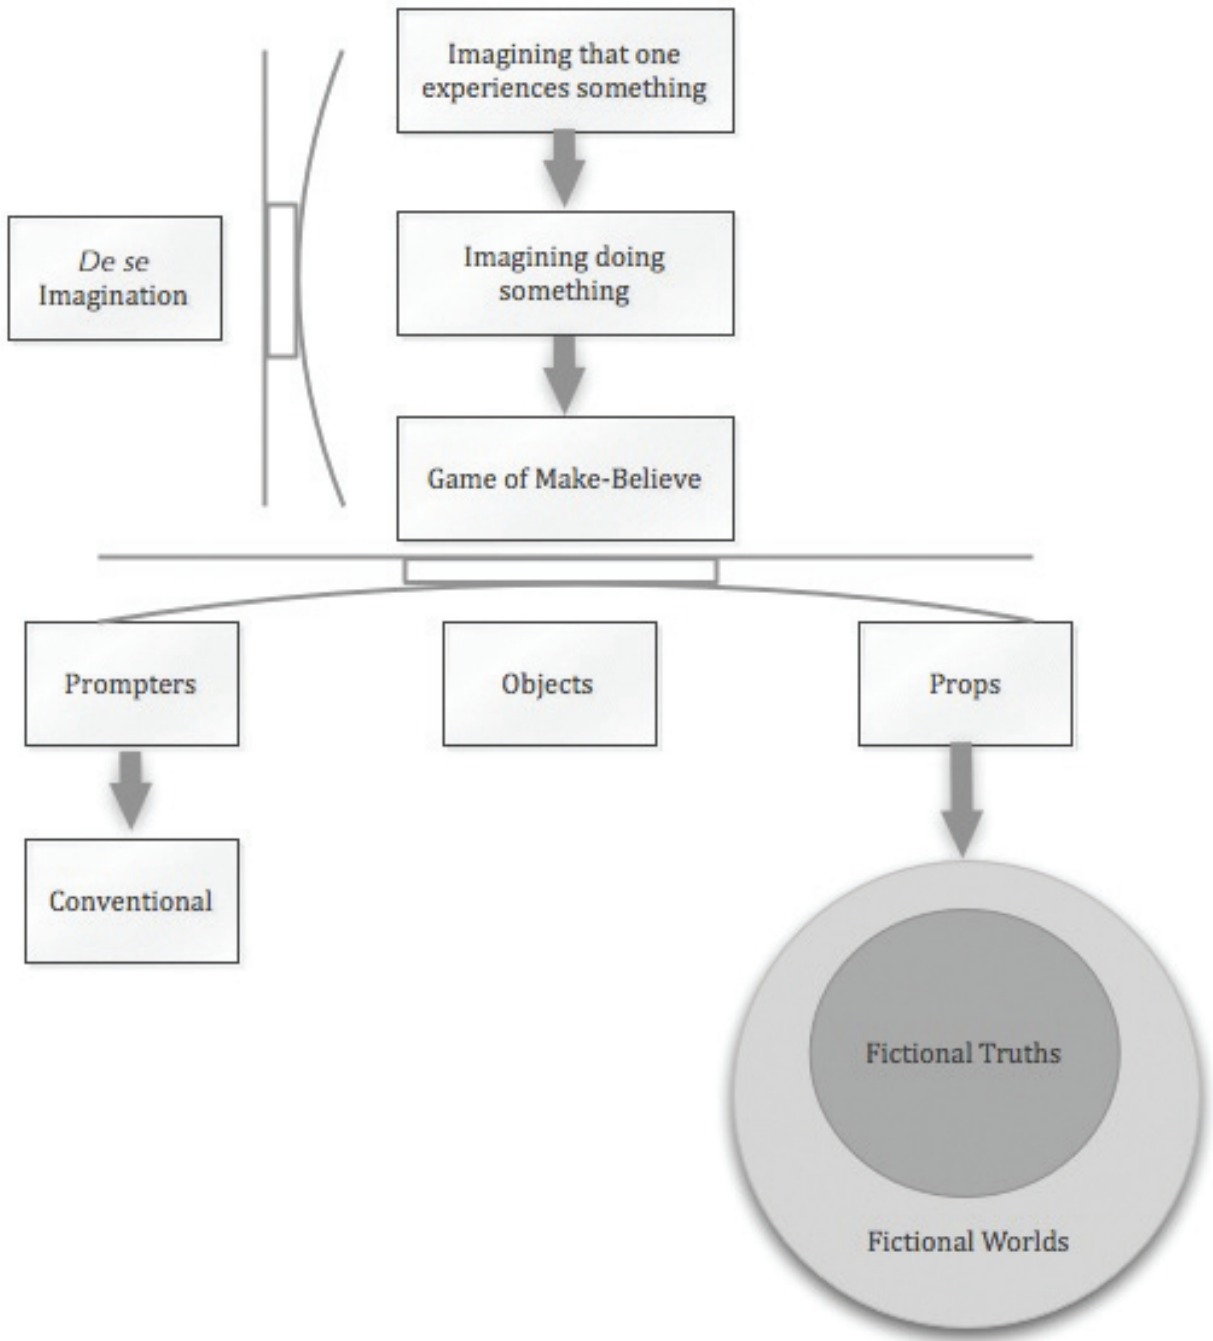 Imagining that one
experiences something
De se
Imagination
Imagining doing
something
Game of Make-Believe
Prompters
Objects
Props
Conventional
Fictional Truths
Fictional Worlds